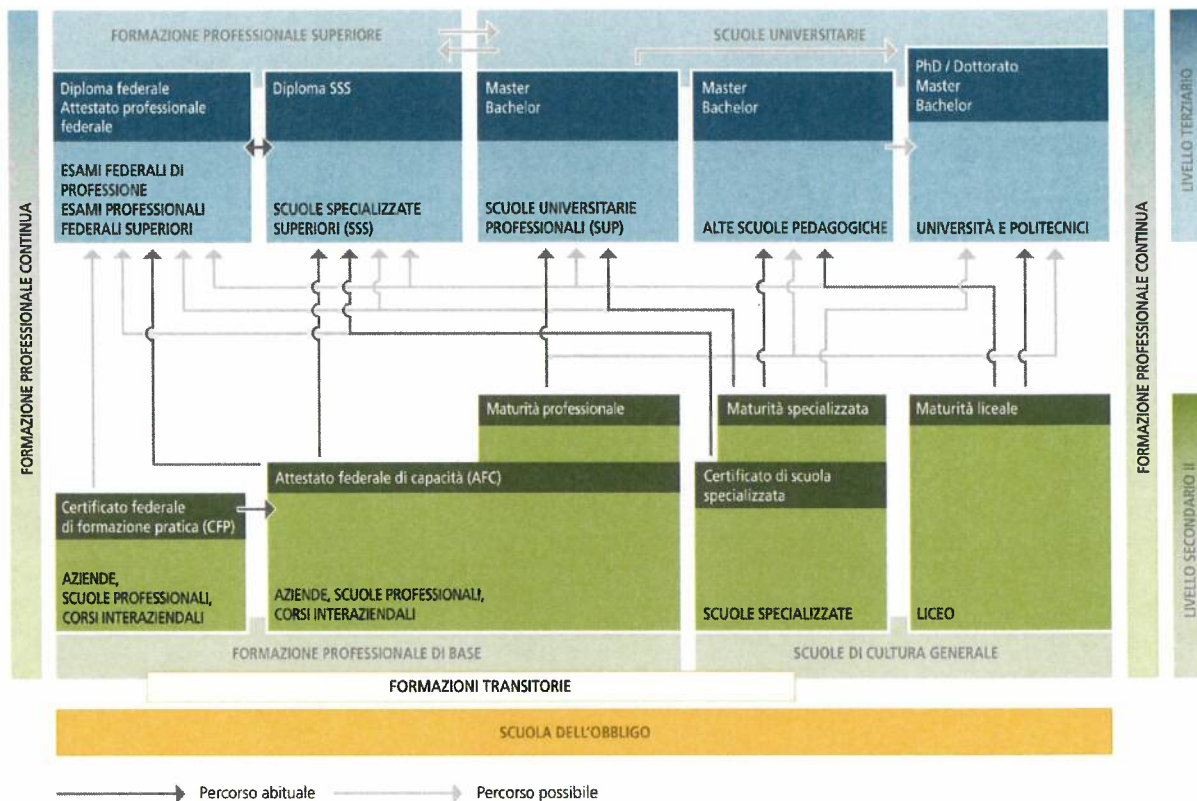 FORMAZIONE PROFESSIONALE SUPERIORE
SCUOLE UNIVERSITARIE
Diploma federale
Attestato professionale
federale
ESAMI FEDERALI DI
PROFESSIONE
ESAMI PROFESSIONALI
FEDERALI SUPERIORI
Diploma SSS
SCUOLE SPECIALIZZATE
SUPERIORI (SSS)
Master
Bachelor
SCUOLE UNIVERSITARIE
PROFESSIONALI (SUP)
Master
Bachelor
ALTE SCUOLE PEDAGOGICHE
PhD / Dottorato
Master
Bachelor
UNIVERSITÀ E POLITECNICI
FORMAZIONE PROFESSIONALE CONTINUA
FORMAZIONE PROFESSIONALE CONTINUA
LIVELLO TERZIARIO
LIVELLO SECONDARIO II
Maturità professionale
Maturità specializzata
Maturità liceale
Attestato federale di capacità (AFC)
Certificato di scuola
specializzata
Certificato federale
di formazione pratica (CFP)
AZIENDE,
SCUOLE PROFESSIONALI,
CORSI INTERAZIENDALI
AZIENDE, SCUOLE PROFESSIONALI,
CORSI INTERAZIENDALI
SCUOLE SPECIALIZZATE
LICEO
FORMAZIONE PROFESSIONALE DI BASE
SCUOLE DI CULTURA GENERALE
FORMAZIONI TRANSITORIE
SCUOLA DELL'OBBLIGO
Percorso abituale
Percorso possibile